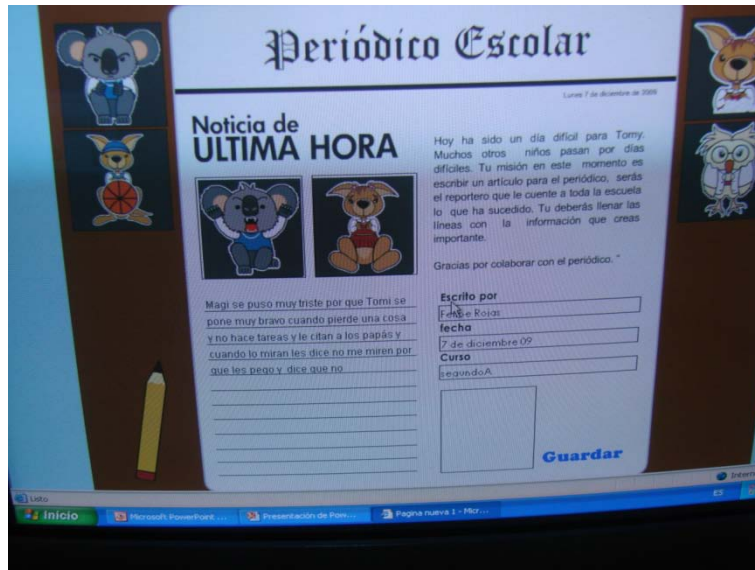 Periódico Escolar
Lunes 7 de diciembre de 2009
Noticia de
ULTIMA HORA
Hoy ha sido un día difícil para Tomy.
Muchos otros niños pasan por días
difíciles. Tu misión en este momento es
escribir un artículo para el periódico, serás
el reportero que le cuente a toda la escuela
lo que ha sucedido. Tu deberás llenar las
líneas con la información que creas
importante.
Gracias por colaborar con el periódico. "
Magi se puso muy triste por que Tomi se
pone muy bravo cuando pierde una cosa
y no hace tareas y le citan a los papás y
cuando lo miran les dice no me miren por
que les pego y dice que no
Escrito por
Felipe Rojas
fecha
7 de diciembre 09
Curso
segundoA
Guardar
Listo
Intern
Inicio
Microsoft PowerPoint ...
Presentación de Pow...
Pagina nueva 1 - Micr...
ES